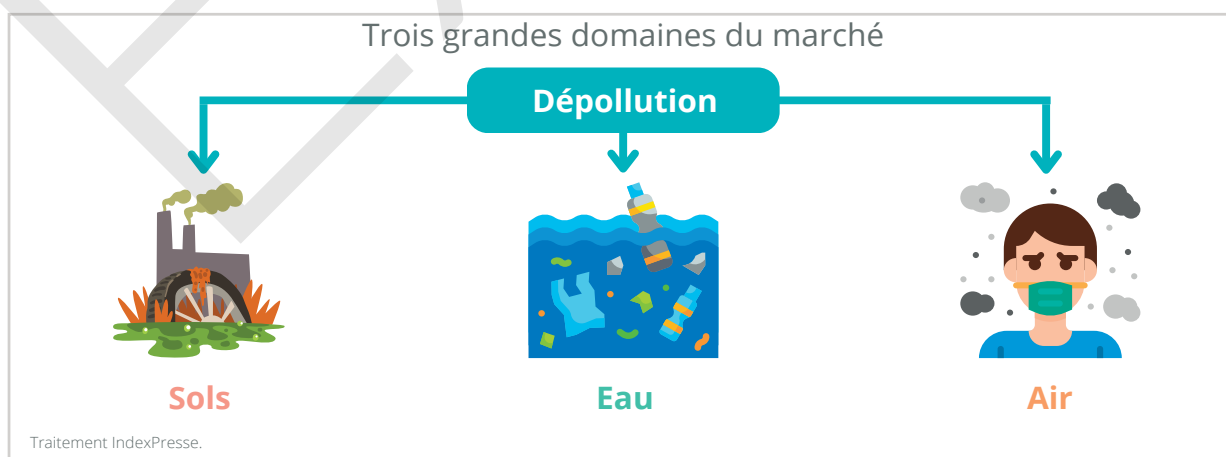 Trois grandes domaines du marché
Dépollution
Sols
Eau
Air
Traitement IndexPresse.